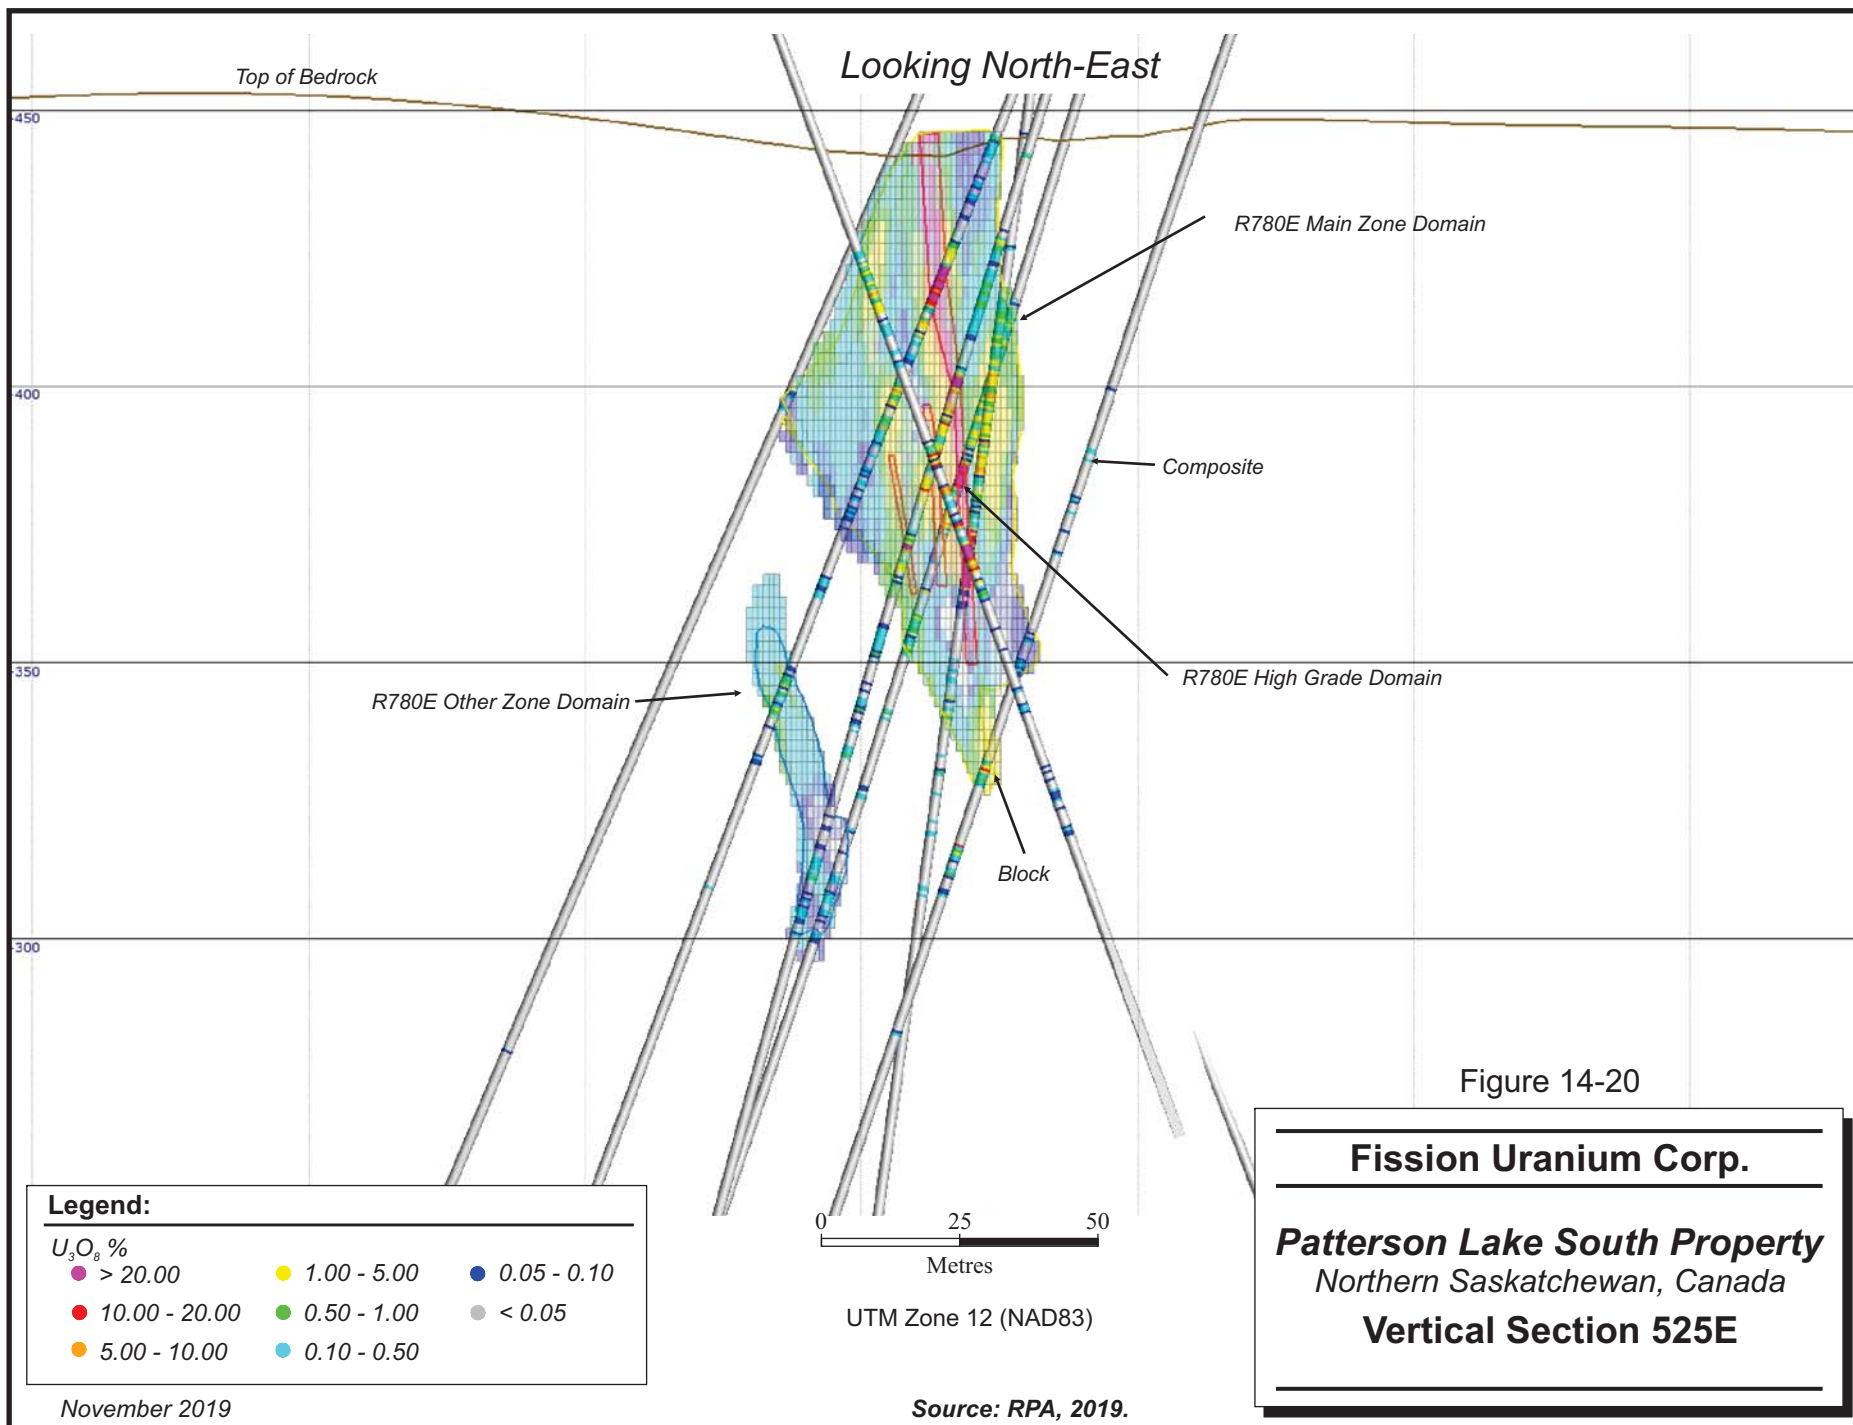 Looking North-East
Top of Bedrock
450
R780E Main Zone Domain
400
Composite
350
R780E High Grade Domain
R780E Other Zone Domain
Block
300
Figure 14-20
Fission Uranium Corp.
Patterson Lake South Property
Northern Saskatchewan, Canada
Vertical Section 525E
Legend:
U₃O₈ %
> 20.00
10.00 - 20.00
5.00 - 10.00
1.00 - 5.00
0.50 - 1.00
0.10 - 0.50
0.05 - 0.10
< 0.05
0 25 50
Metres
UTM Zone 12 (NAD83)
November 2019
Source: RPA, 2019.